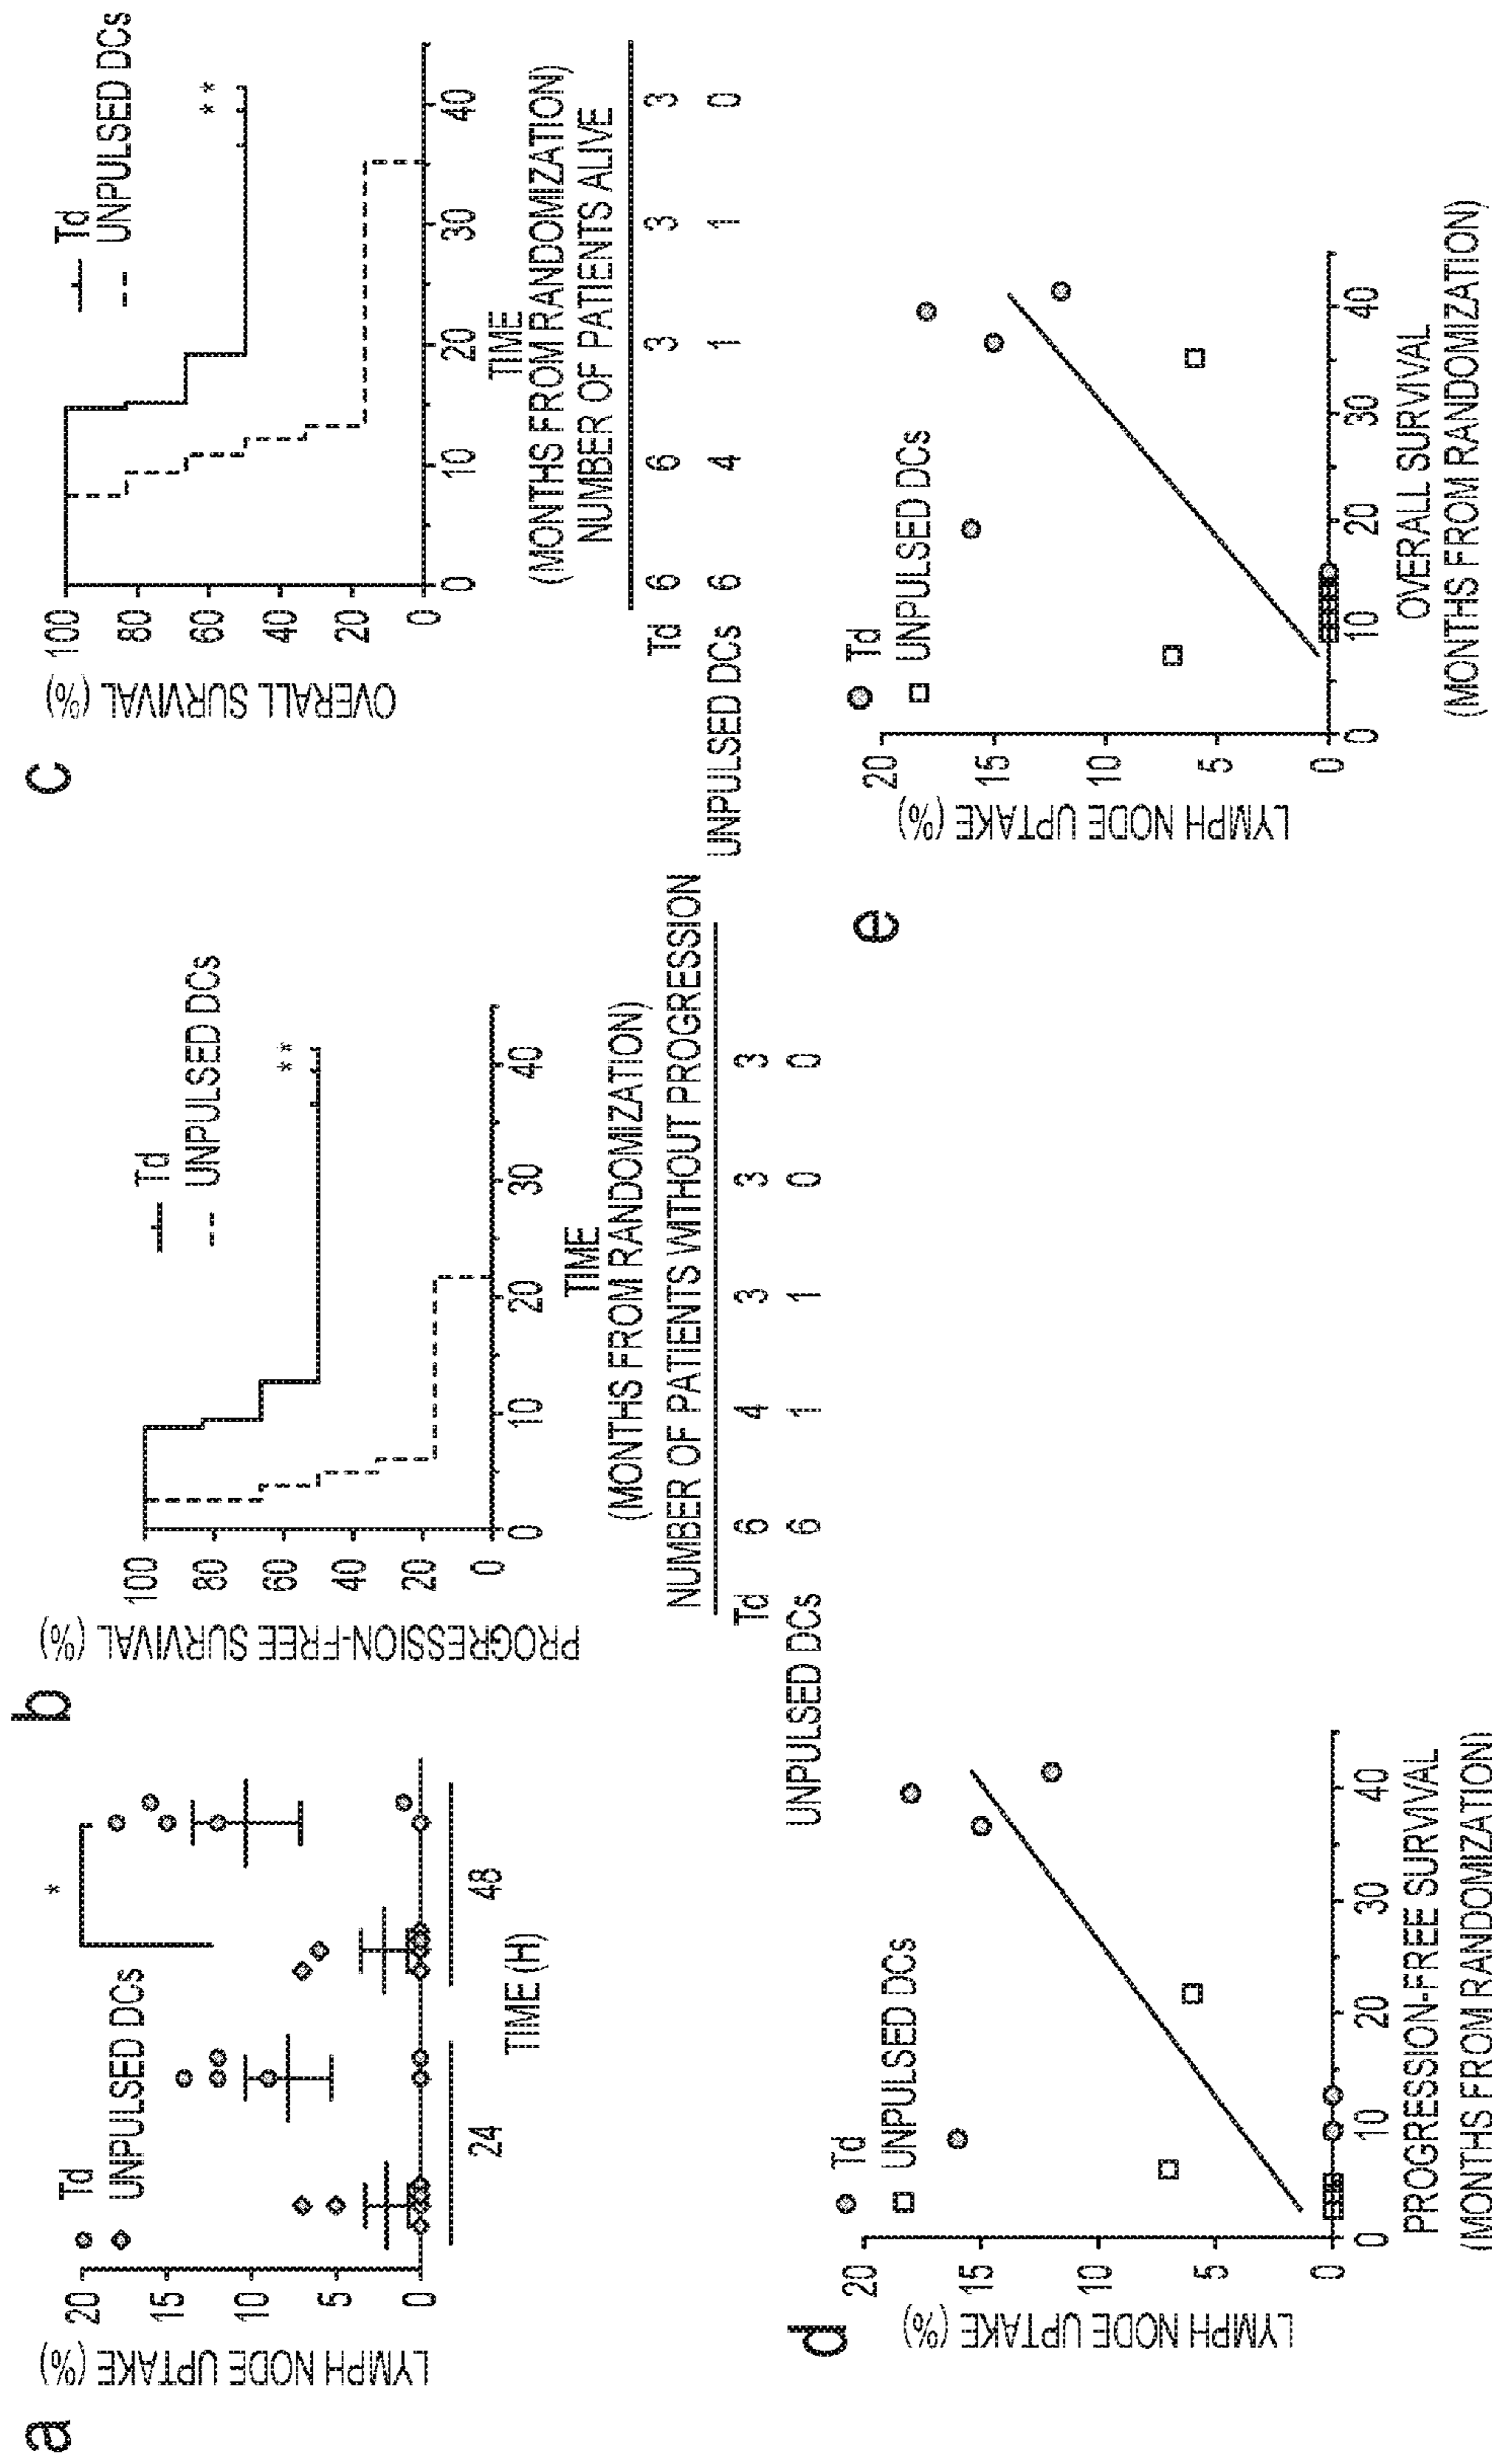 a
LYMPH NODE UPTAKE (%)
20
15
10
5
0
Td
UNPULSED DCs
*
24
48
TIME (H)
b
PROGRESSION-FREE SURVIVAL (%)
100
80
60
40
20
0
Td
UNPULSED DCs
**
0 10 20 30 40
TIME
(MONTHS FROM RANDOMIZATION)
NUMBER OF PATIENTS WITHOUT PROGRESSION
Td 6 4 3 3 3
UNPULSED DCs 6 1 1 0 0
c
OVERALL SURVIVAL (%)
100
80
60
40
20
0
Td
UNPULSED DCs
**
0 10 20 30 40
TIME
(MONTHS FROM RANDOMIZATION)
NUMBER OF PATIENTS ALIVE
Td 6 6 3 3 3
UNPULSED DCs 6 4 1 1 0
d
LYMPH NODE UPTAKE (%)
20
15
10
5
0
Td
UNPULSED DCs
0 10 20 30 40
PROGRESSION-FREE SURVIVAL
(MONTHS FROM RANDOMIZATION)
e
LYMPH NODE UPTAKE (%)
20
15
10
5
0
Td
UNPULSED DCs
0 10 20 30 40
OVERALL SURVIVAL
(MONTHS FROM RANDOMIZATION)